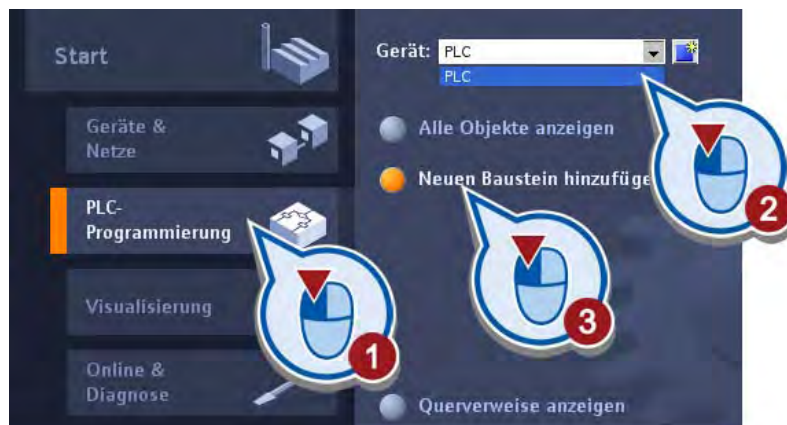 Start
Geräte &
Netze
PLC-
Programmierung
Visualisierung
Online &
Diagnose
Gerät: PLC
PLC
Alle Objekte anzeigen
Neuen Baustein hinzufüge
Querverweise anzeigen
1
2
3